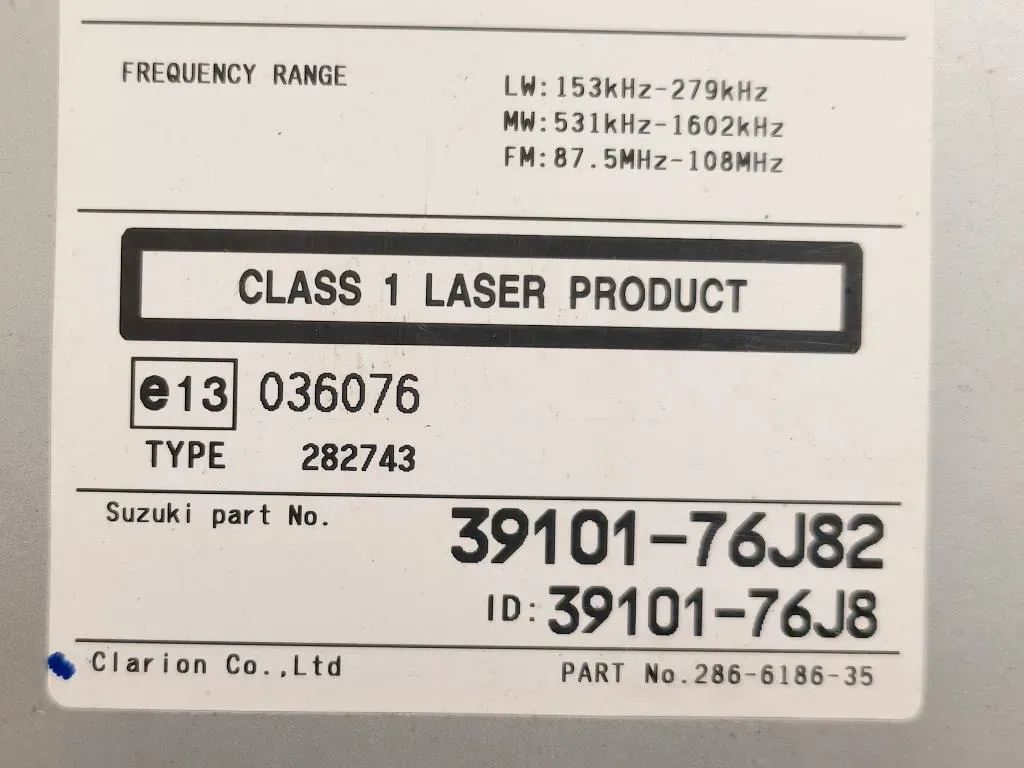 FREQUENCY RANGE
LW:153kHz-279kHz
MW:531kHz-1602kHz
FM:87.5MHz-108MHz
CLASS 1 LASER PRODUCT
e13 036076
TYPE 282743
Suzuki part No. 39101-76J82
ID:39101-76J8
Clarion Co.,Ltd PART No.286-6186-35